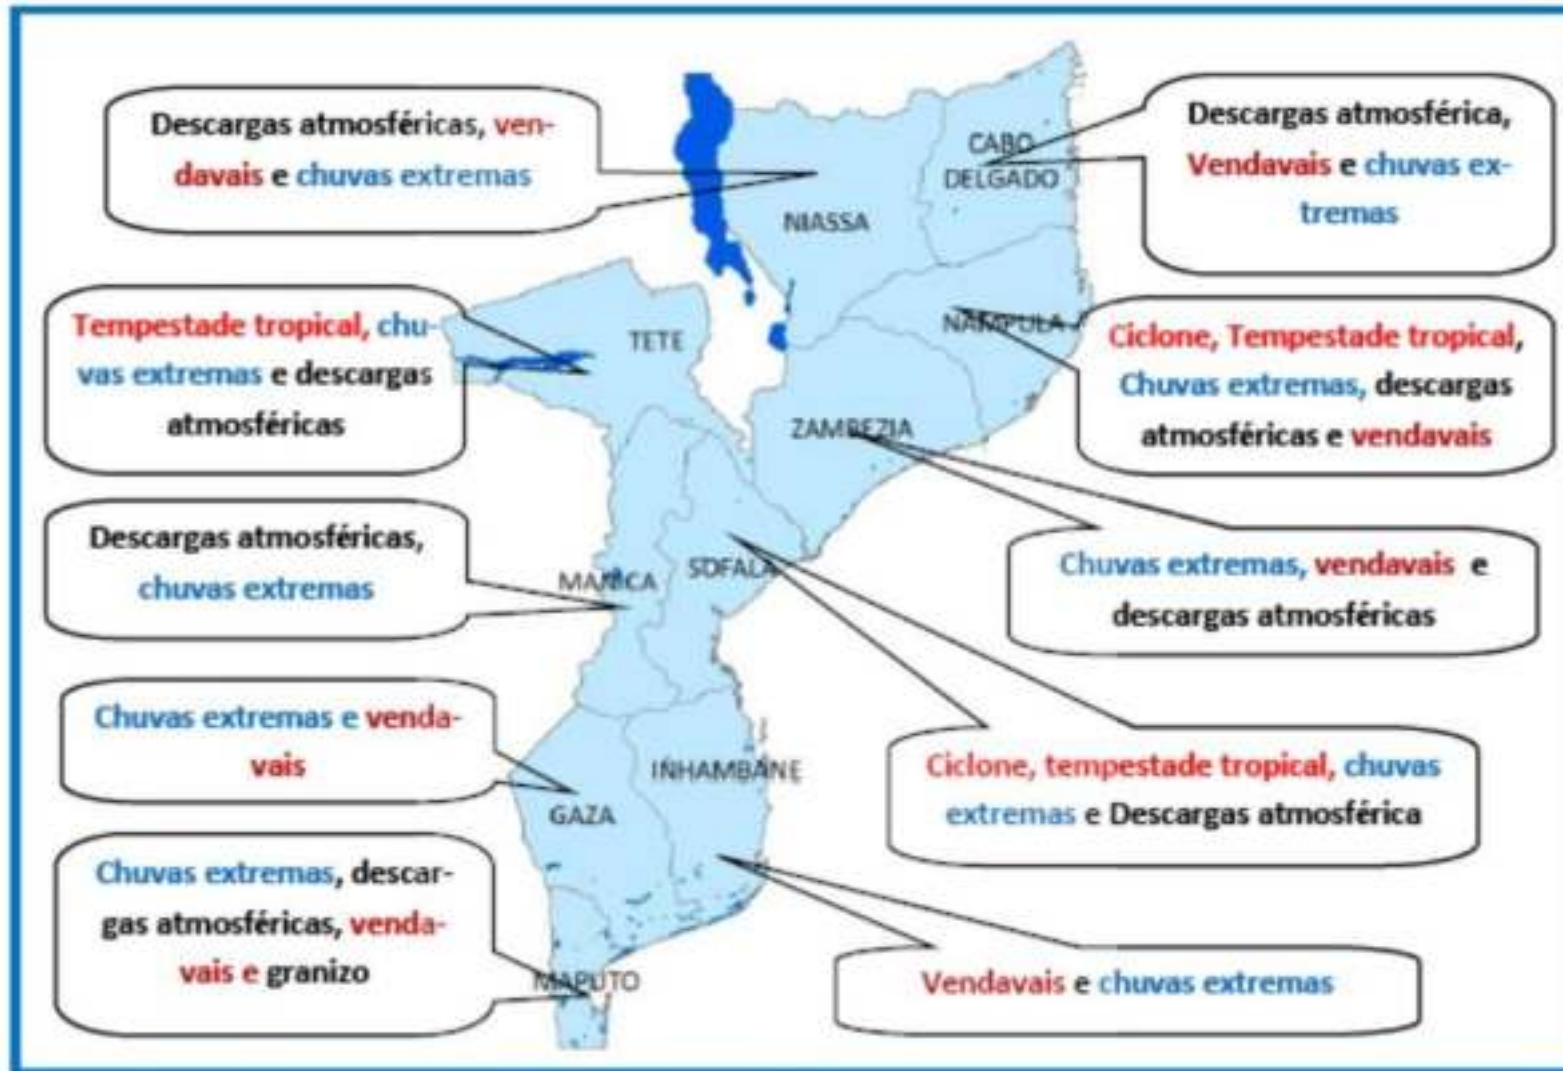 Descargas atmosféricas, ven-
davais e chuvas extremas
Descargas atmosférica,
Vendavais e chuvas ex-
tremas
CABO
DELGADO
NIASSA
Tempestade tropical, chu-
vas extremas e descargas
atmosféricas
TETE
NAMPULA
Ciclone, Tempestade tropical,
Chuvas extremas, descargas
atmosféricas e vendavais
ZAMBEZIA
Descargas atmosféricas,
chuvas extremas
MANICA
SOFALA
Chuvas extremas, vendavais e
descargas atmosféricas
Chuvas extremas e venda-
vais
INHAMBANE
GAZA
Ciclone, tempestade tropical, chuvas
extremas e Descargas atmosférica
Chuvas extremas, descar-
gas atmosféricas, venda-
vais e granizo
MAPUTO
Vendavais e chuvas extremas